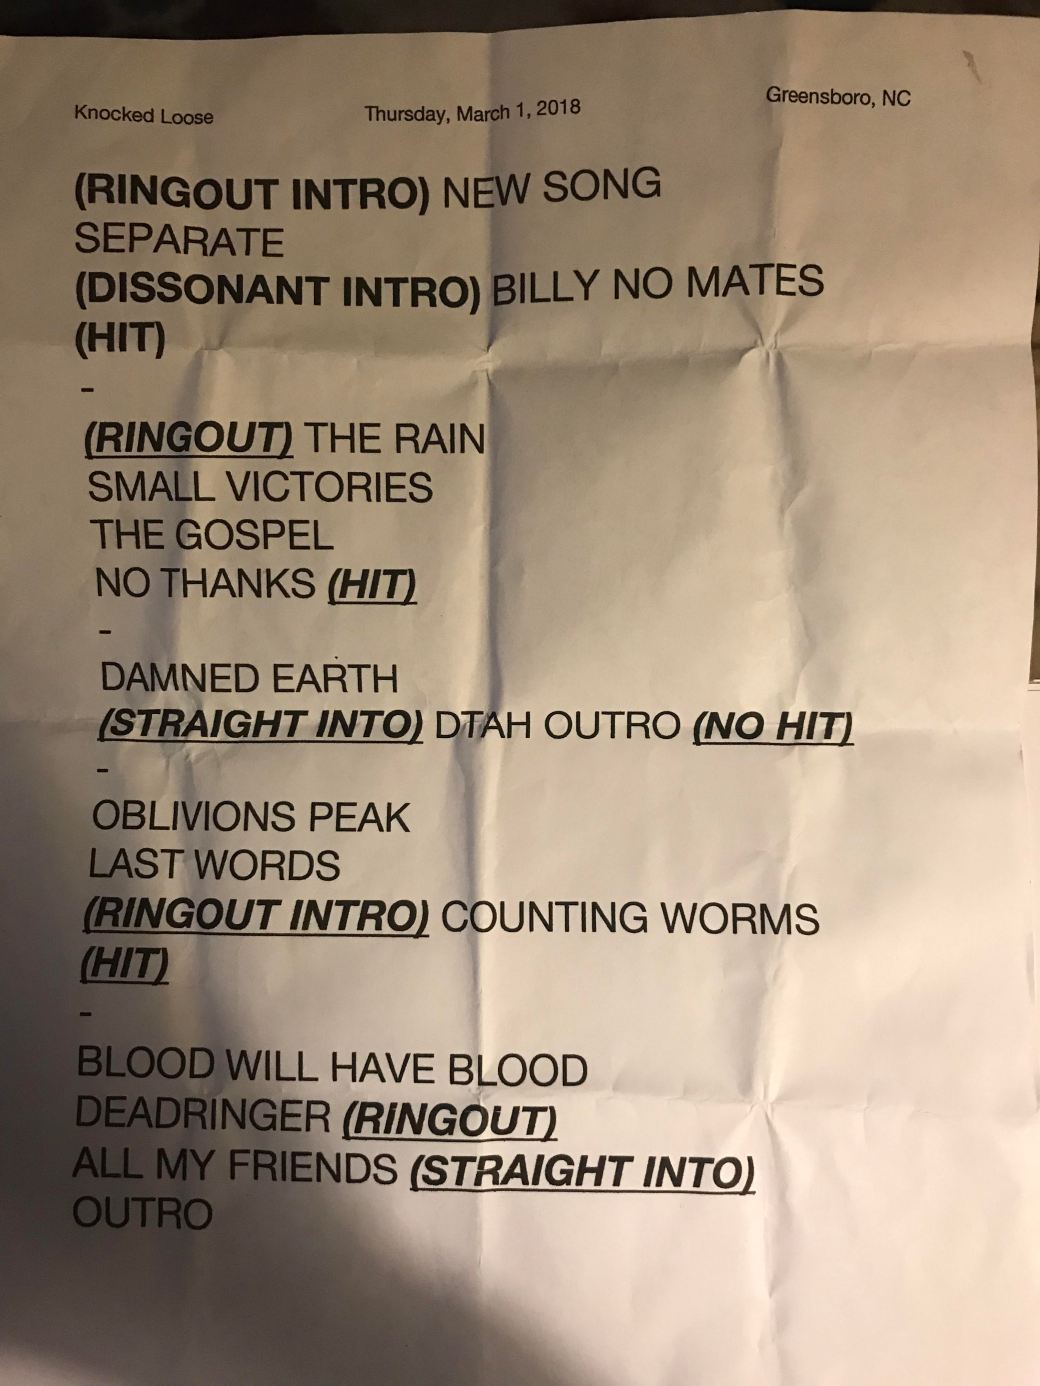 Knocked Loose Thursday, March 1, 2018 Greensboro, NC
(RINGOUT INTRO) NEW SONG
SEPARATE
(DISSONANT INTRO) BILLY NO MATES
(HIT)
-
(RINGOUT) THE RAIN
SMALL VICTORIES
THE GOSPEL
NO THANKS (HIT)
-
DAMNED EARTH
(STRAIGHT INTO) DTAH OUTRO (NO HIT)
-
OBLIVIONS PEAK
LAST WORDS
(RINGOUT INTRO) COUNTING WORMS
(HIT)
-
BLOOD WILL HAVE BLOOD
DEADRINGER (RINGOUT)
ALL MY FRIENDS (STRAIGHT INTO)
OUTRO